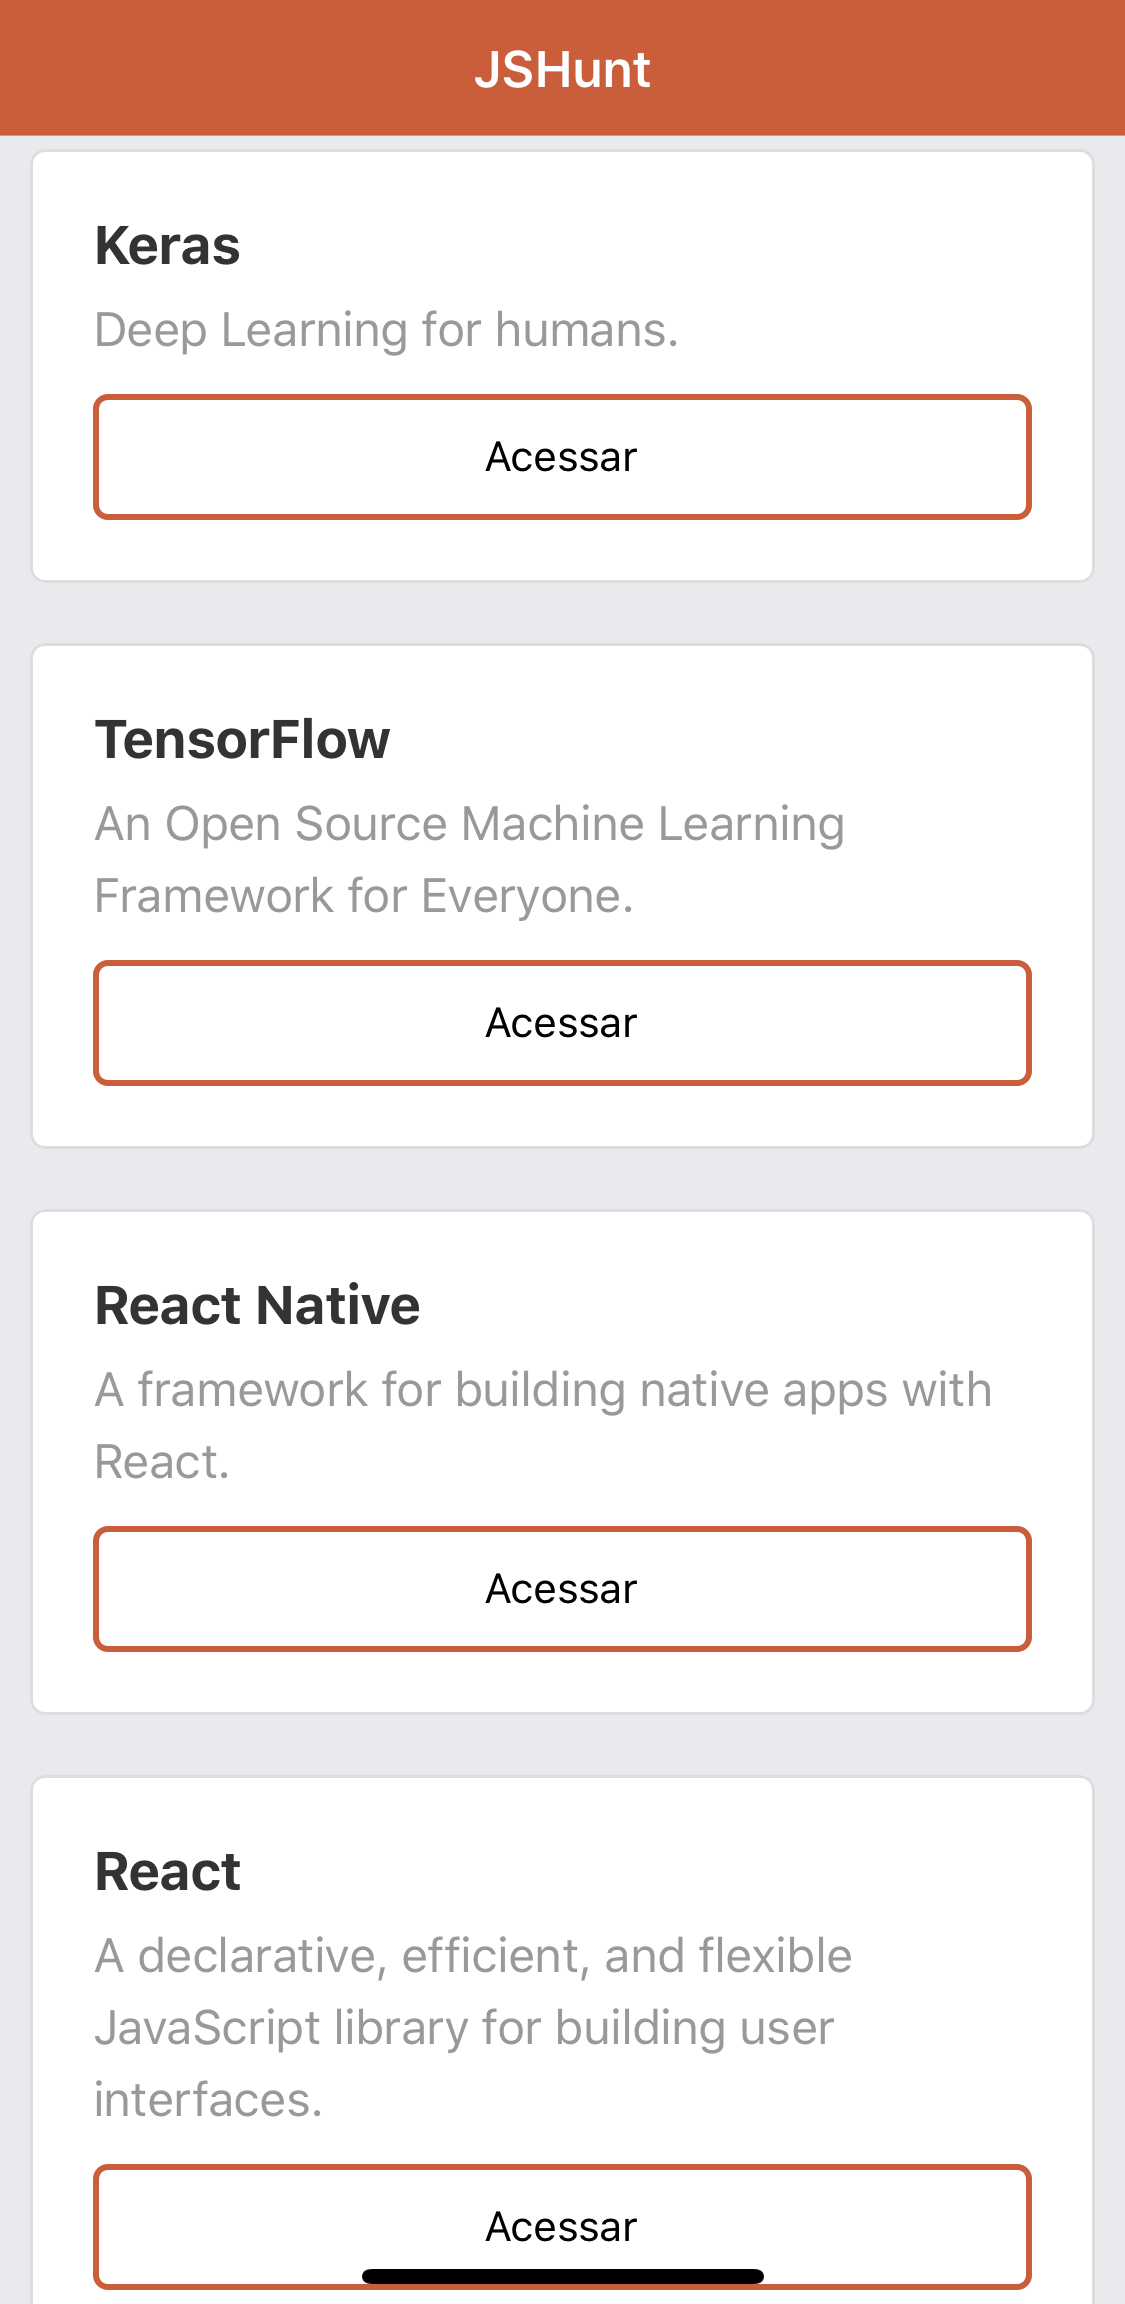 JSHunt
Keras
Deep Learning for humans.
Acessar
TensorFlow
An Open Source Machine Learning
Framework for Everyone.
Acessar
React Native
A framework for building native apps with
React.
Acessar
React
A declarative, efficient, and flexible
JavaScript library for building user
interfaces.
Acessar